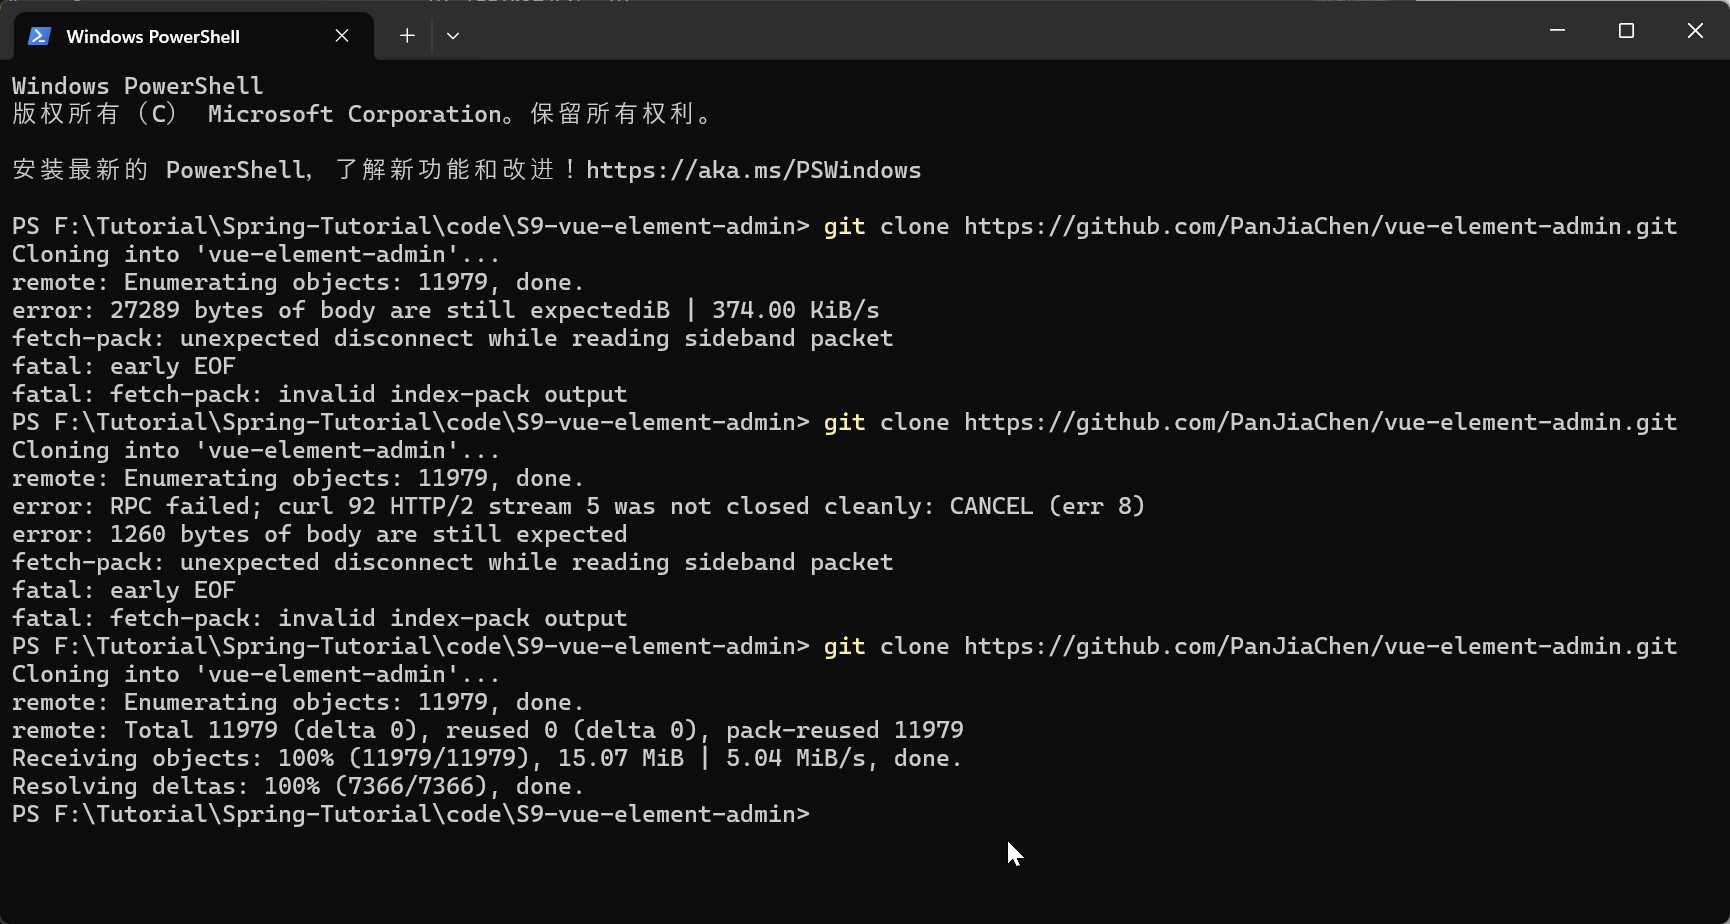 Windows PowerShell
Windows PowerShell
版权所有（C） Microsoft Corporation。保留所有权利。
安装最新的 PowerShell，了解新功能和改进！https://aka.ms/PSWindows
PS F:\Tutorial\Spring-Tutorial\code\S9-vue-element-admin> git clone https://github.com/PanJiaChen/vue-element-admin.git
Cloning into 'vue-element-admin'...
remote: Enumerating objects: 11979, done.
error: 27289 bytes of body are still expectediB | 374.00 KiB/s
fetch-pack: unexpected disconnect while reading sideband packet
fatal: early EOF
fatal: fetch-pack: invalid index-pack output
PS F:\Tutorial\Spring-Tutorial\code\S9-vue-element-admin> git clone https://github.com/PanJiaChen/vue-element-admin.git
Cloning into 'vue-element-admin'...
remote: Enumerating objects: 11979, done.
error: RPC failed; curl 92 HTTP/2 stream 5 was not closed cleanly: CANCEL (err 8)
error: 1260 bytes of body are still expected
fetch-pack: unexpected disconnect while reading sideband packet
fatal: early EOF
fatal: fetch-pack: invalid index-pack output
PS F:\Tutorial\Spring-Tutorial\code\S9-vue-element-admin> git clone https://github.com/PanJiaChen/vue-element-admin.git
Cloning into 'vue-element-admin'...
remote: Enumerating objects: 11979, done.
remote: Total 11979 (delta 0), reused 0 (delta 0), pack-reused 11979
Receiving objects: 100% (11979/11979), 15.07 MiB | 5.04 MiB/s, done.
Resolving deltas: 100% (7366/7366), done.
PS F:\Tutorial\Spring-Tutorial\code\S9-vue-element-admin>